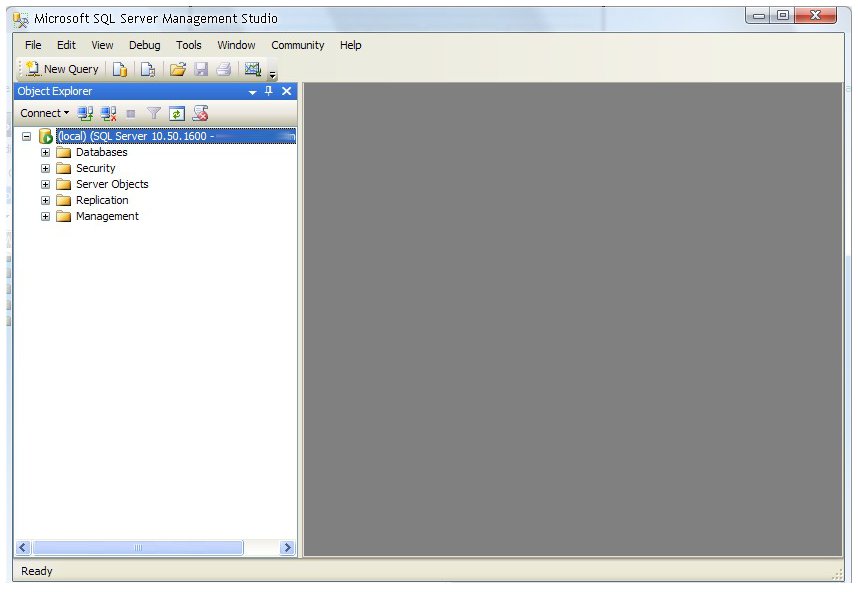 Microsoft SQL Server Management Studio
File Edit View Debug Tools Window Community Help
New Query
Object Explorer
Connect
(local) (SQL Server 10.50.1600 -
Databases
Security
Server Objects
Replication
Management
Ready